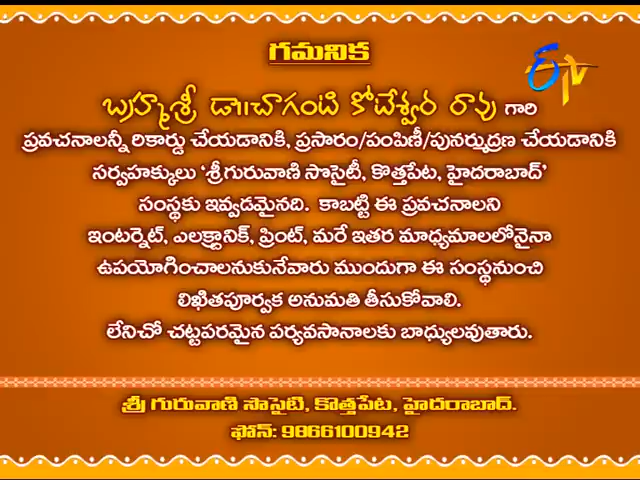 గమనిక
ETV
బ్రహ్మశ్రీ డా॥చాగంటి కోటేశ్వర రావు గారి
ప్రవచనాలన్నీ రికార్డు చేయడానికి, ప్రసారం/పంపిణీ/పునర్ముద్రణ చేయడానికి
సర్వహక్కులు ‘శ్రీ గురువాణి సొసైటీ, కొత్తపేట, హైదరాబాద్’
సంస్థకు ఇవ్వడమైనది. కాబట్టి ఈ ప్రవచనాలని
ఇంటర్నెట్, ఎలక్ట్రానిక్, ప్రింట్, మరే ఇతర మాధ్యమాలలోనైనా
ఉపయోగించాలనుకునేవారు ముందుగా ఈ సంస్థనుంచి
లిఖితపూర్వక అనుమతి తీసుకోవాలి.
లేనిచో చట్టపరమైన పర్యవసానాలకు బాధ్యులవుతారు.
శ్రీ గురువాణి సొసైటి, కొత్తపేట, హైదరాబాద్.
ఫోన్: 9866100942